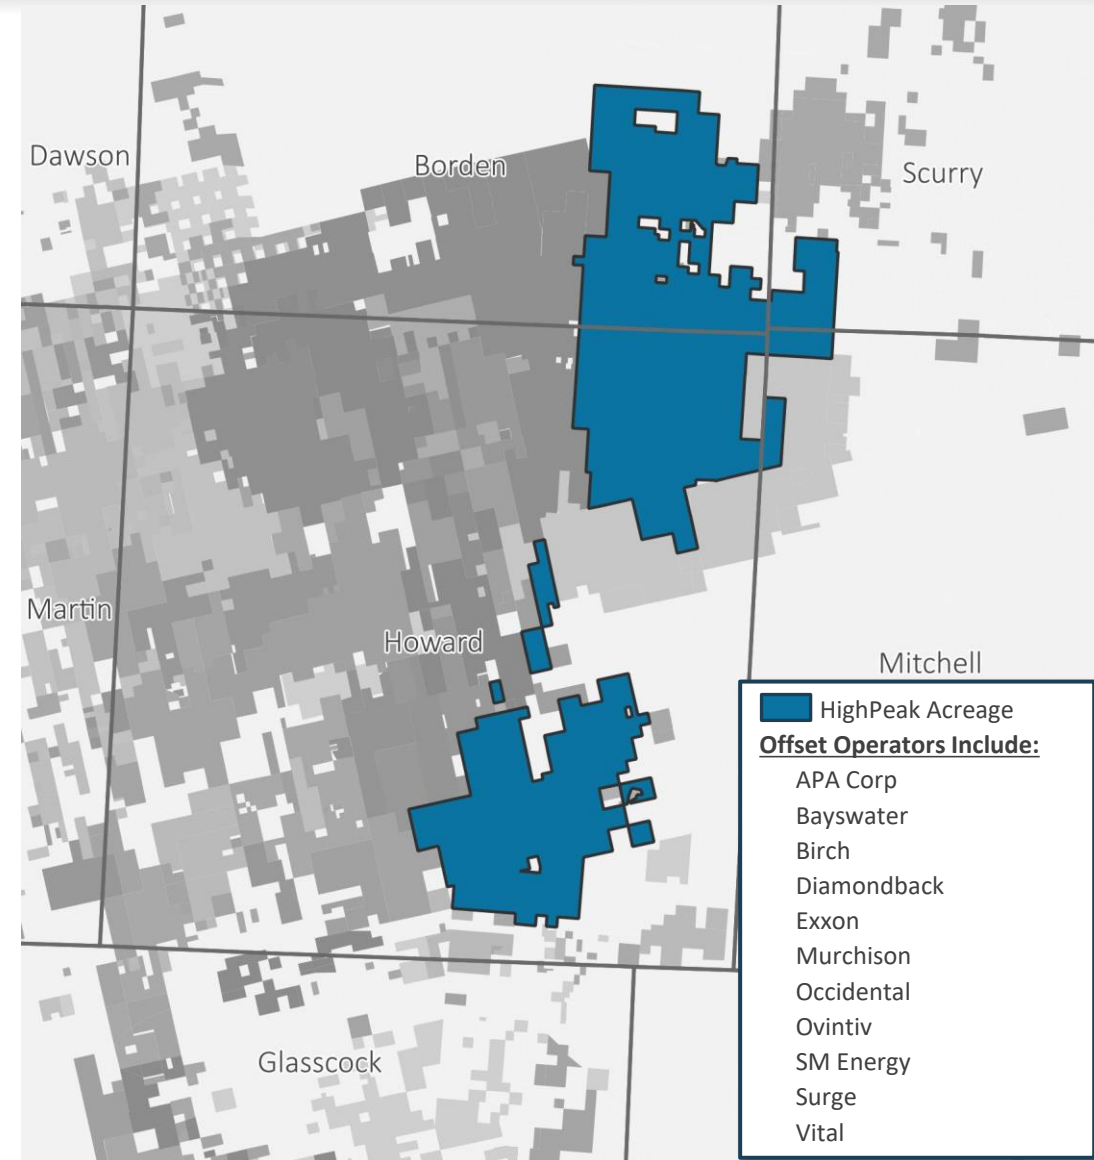 Dawson
Borden
Scurry
Martin
Howard
Mitchell
HighPeak Acreage
Offset Operators Include:
APA Corp
Bayswater
Birch
Diamondback
Exxon
Murchison
Occidental
Ovintiv
SM Energy
Surge
Vital
Glasscock